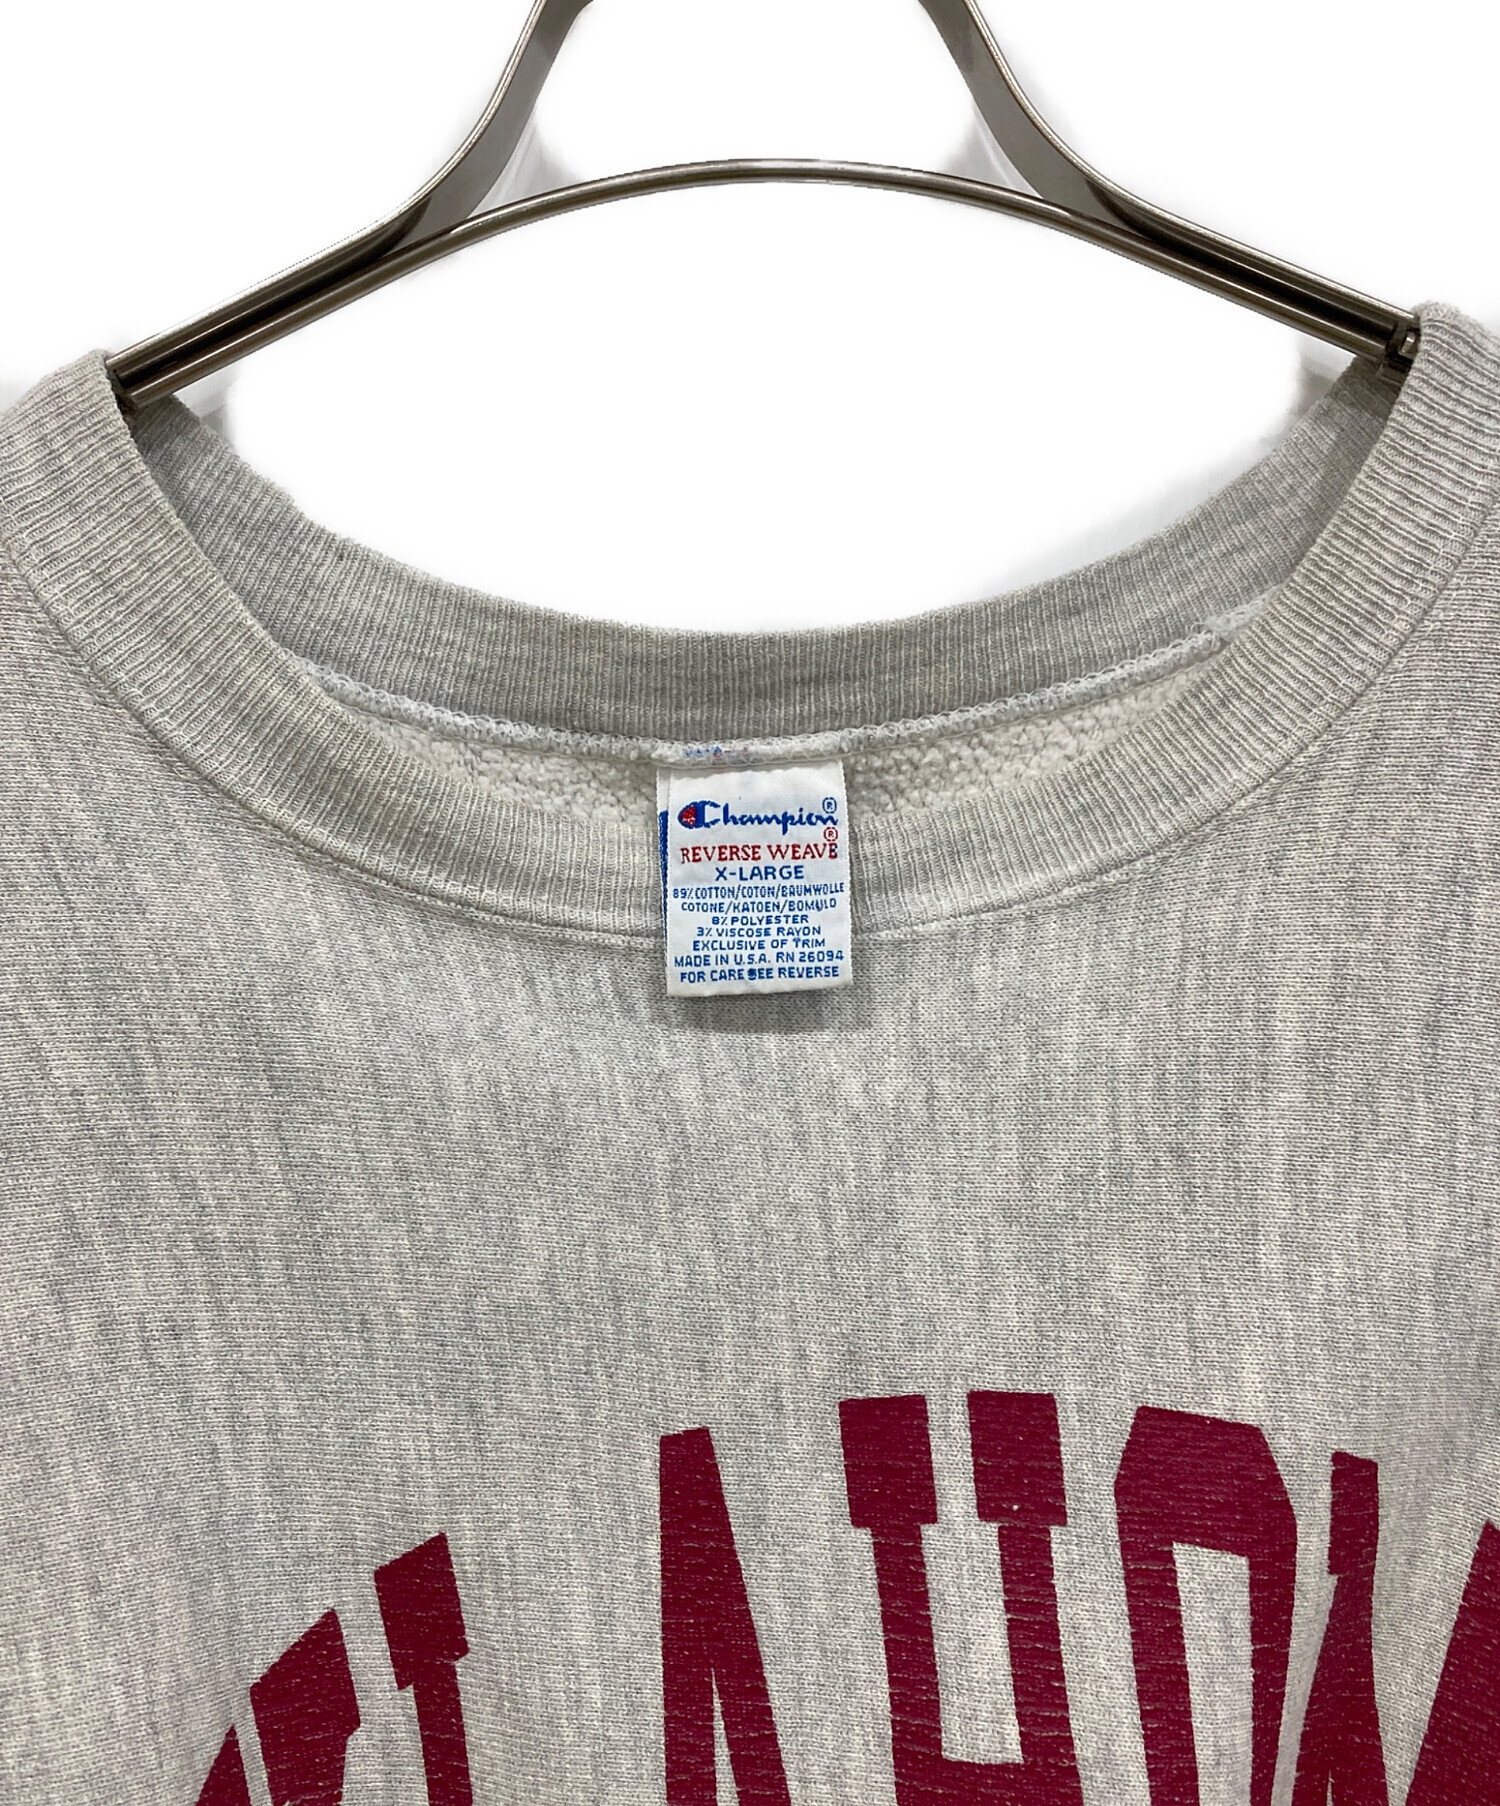 Champion®
REVERSE WEAVE®
X-LARGE
89% COTTON/COTON/BAUMWOLLE
COTONE/KATOEN/BOMULD
8% POLYESTER
3% VISCOSE RAYON
EXCLUSIVE OF TRIM
MADE IN U.S.A. RN 26094
FOR CARE SEE REVERSE
LAHO